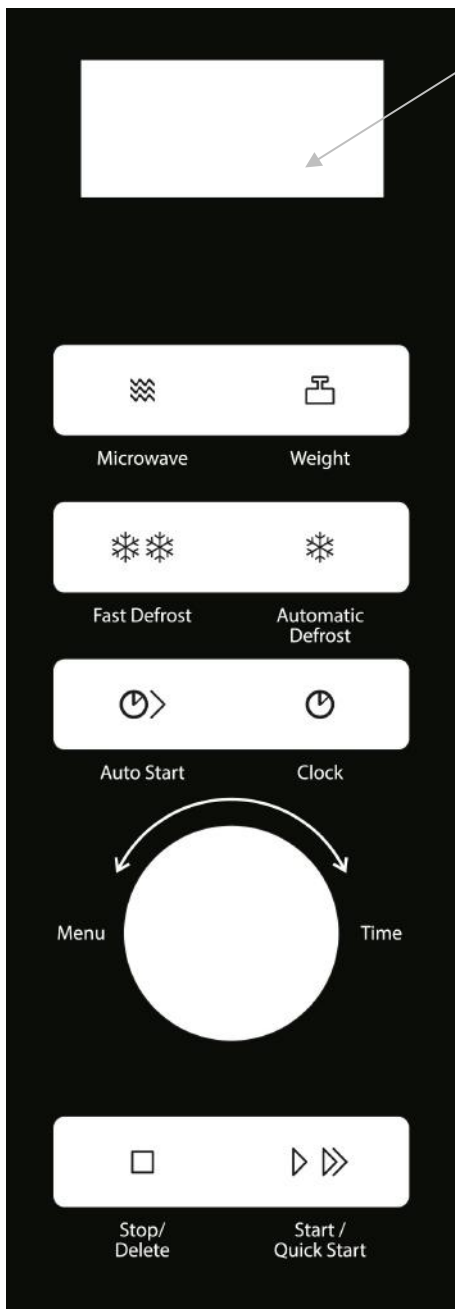 Microwave Weight
Fast Defrost Automatic
Defrost
Auto Start Clock
Menu Time
Stop/ Start /
Delete Quick Start